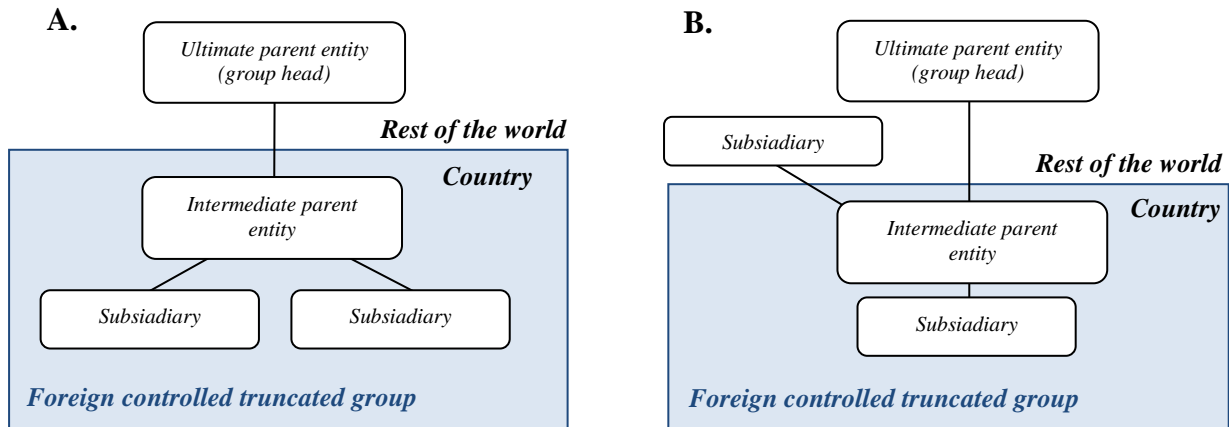 A.
Ultimate parent entity
(group head)
Rest of the world
Country
Intermediate parent
entity
Subsiadiary
Subsiadiary
Foreign controlled truncated group
B.
Ultimate parent entity
(group head)
Subsiadiary
Rest of the world
Country
Intermediate parent
entity
Subsiadiary
Foreign controlled truncated group